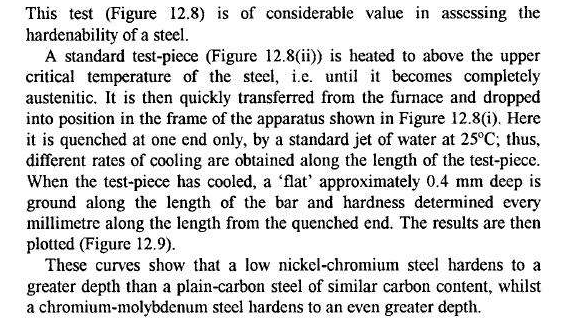 This test (Figure 12.8) is of considerable value in assessing the
hardenability of a steel.
A standard test-piece (Figure 12.8(ii)) is heated to above the upper
critical temperature of the steel, i.e. until it becomes completely
austenitic. It is then quickly transferred from the furnace and dropped
into position in the frame of the apparatus shown in Figure 12.8(i). Here
it is quenched at one end only, by a standard jet of water at 25°C; thus,
different rates of cooling are obtained along the length of the test-piece.
When the test-piece has cooled, a ‘flat’ approximately 0.4 mm deep is
ground along the length of the bar and hardness determined every
millimetre along the length from the quenched end. The results are then
plotted (Figure 12.9).
These curves show that a low nickel-chromium steel hardens to a
greater depth than a plain-carbon steel of similar carbon content, whilst
a chromium-molybdenum steel hardens to an even greater depth.